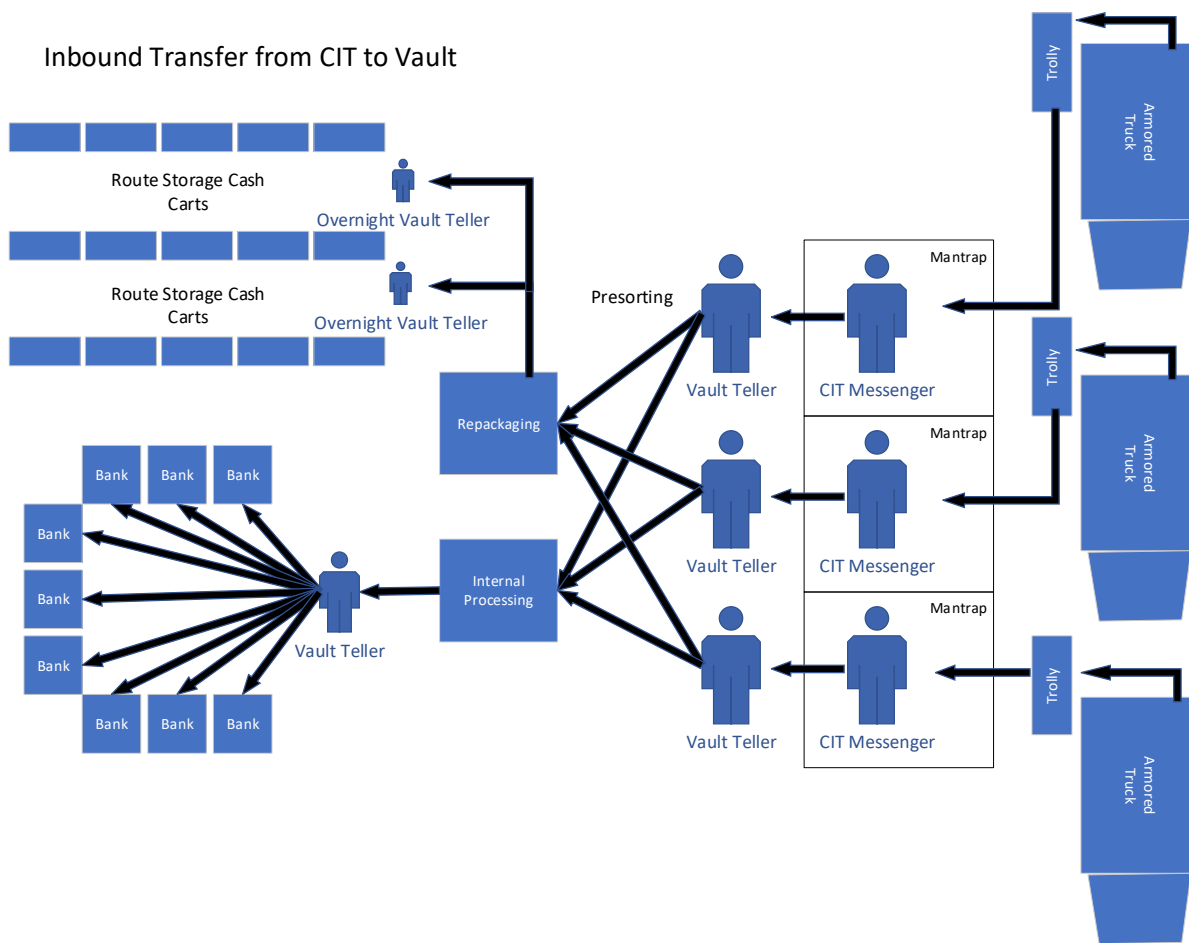 Inbound Transfer from CIT to Vault
Trolly
Armored
Truck
Route Storage Cash
Carts
Overnight Vault Teller
Route Storage Cash
Carts
Overnight Vault Teller
Presorting
Mantrap
Vault Teller
CIT Messenger
Trolly
Armored
Truck
Repackaging
Mantrap
Vault Teller
CIT Messenger
Bank
Bank
Bank
Bank
Bank
Bank
Bank
Bank
Bank
Vault Teller
Internal
Processing
Mantrap
Vault Teller
CIT Messenger
Trolly
Armored
Truck